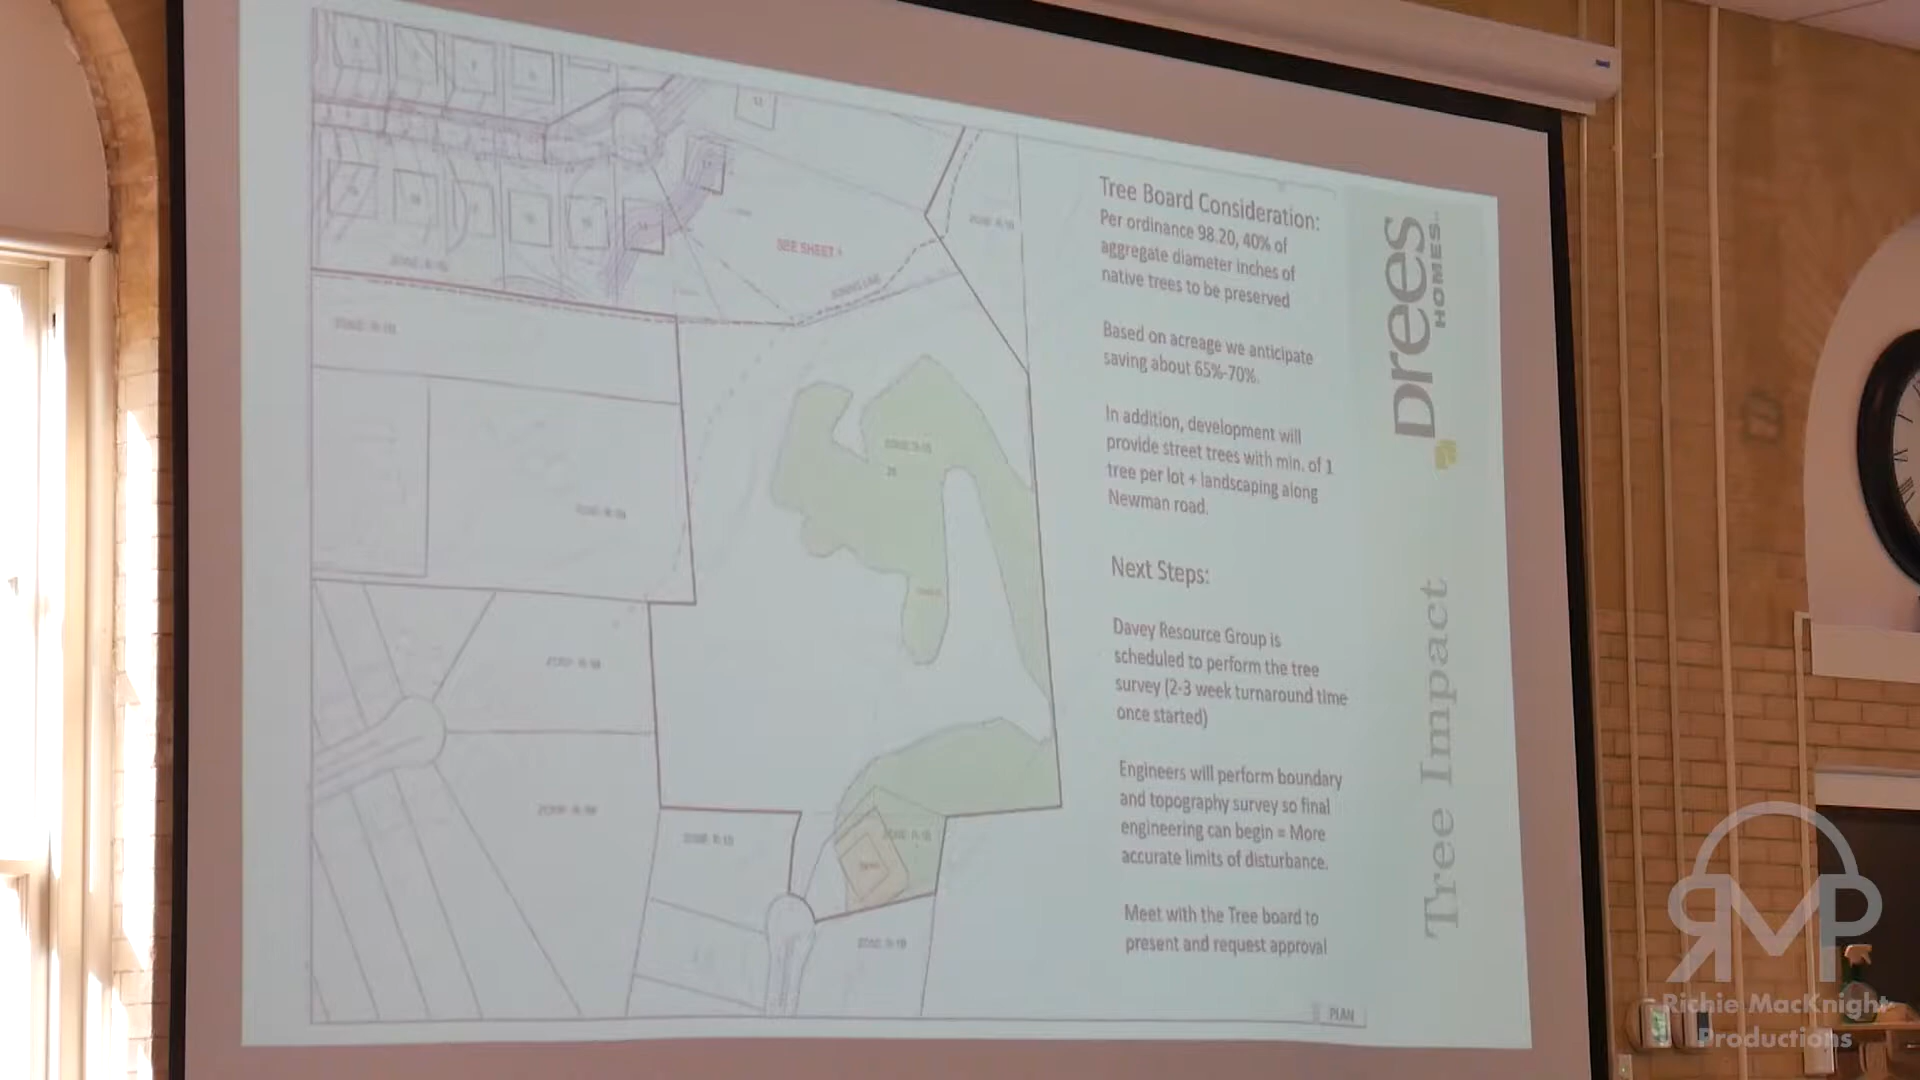 Tree Board Consideration:
Per ordinance 98.20, 40% of
aggregate diameter inches of
native trees to be preserved
Based on acreage we anticipate
saving about 65%-70%.
In addition, development will
provide street trees with min. of 1
tree per lot + landscaping along
Newman road.
Next Steps:
Davey Resource Group is
scheduled to perform the tree
survey (2-3 week turnaround time
once started)
Engineers will perform boundary
and topography survey so final
engineering can begin = More
accurate limits of disturbance.
Meet with the Tree board to
present and request approval
Drees
HOMES
Tree Impact
SEE SHEET
PLAN
RMP
Richie MacKnight
Productions